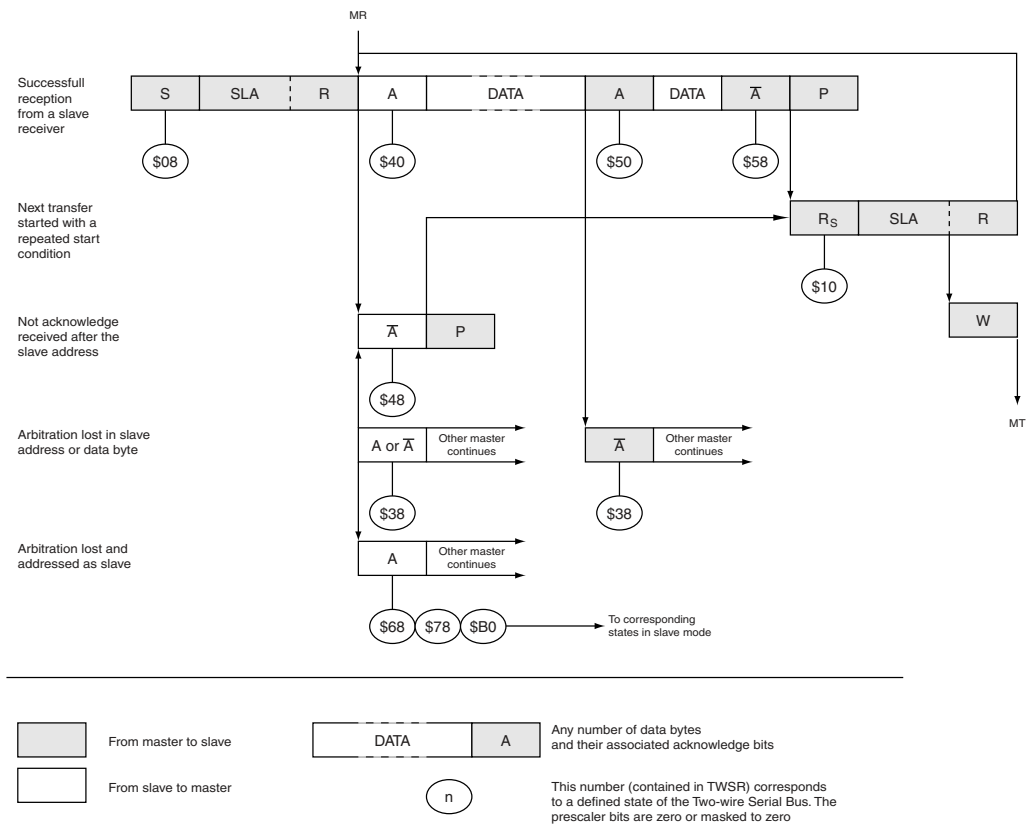 MR
Successfull
reception
from a slave
receiver
S SLA R A DATA A DATA A̅ P
$08 $40 $50 $58
Next transfer
started with a
repeated start
condition
RS SLA R
$10
Not acknowledge
received after the
slave address
A̅ P
W
$48
MT
Arbitration lost in slave
address or data byte
A or A̅
Other master
continues
A̅
Other master
continues
$38 $38
Arbitration lost and
addressed as slave
A
Other master
continues
$68 $78 $B0
To corresponding
states in slave mode
From master to slave
DATA A
Any number of data bytes
and their associated acknowledge bits
From slave to master
n
This number (contained in TWSR) corresponds
to a defined state of the Two-wire Serial Bus. The
prescaler bits are zero or masked to zero